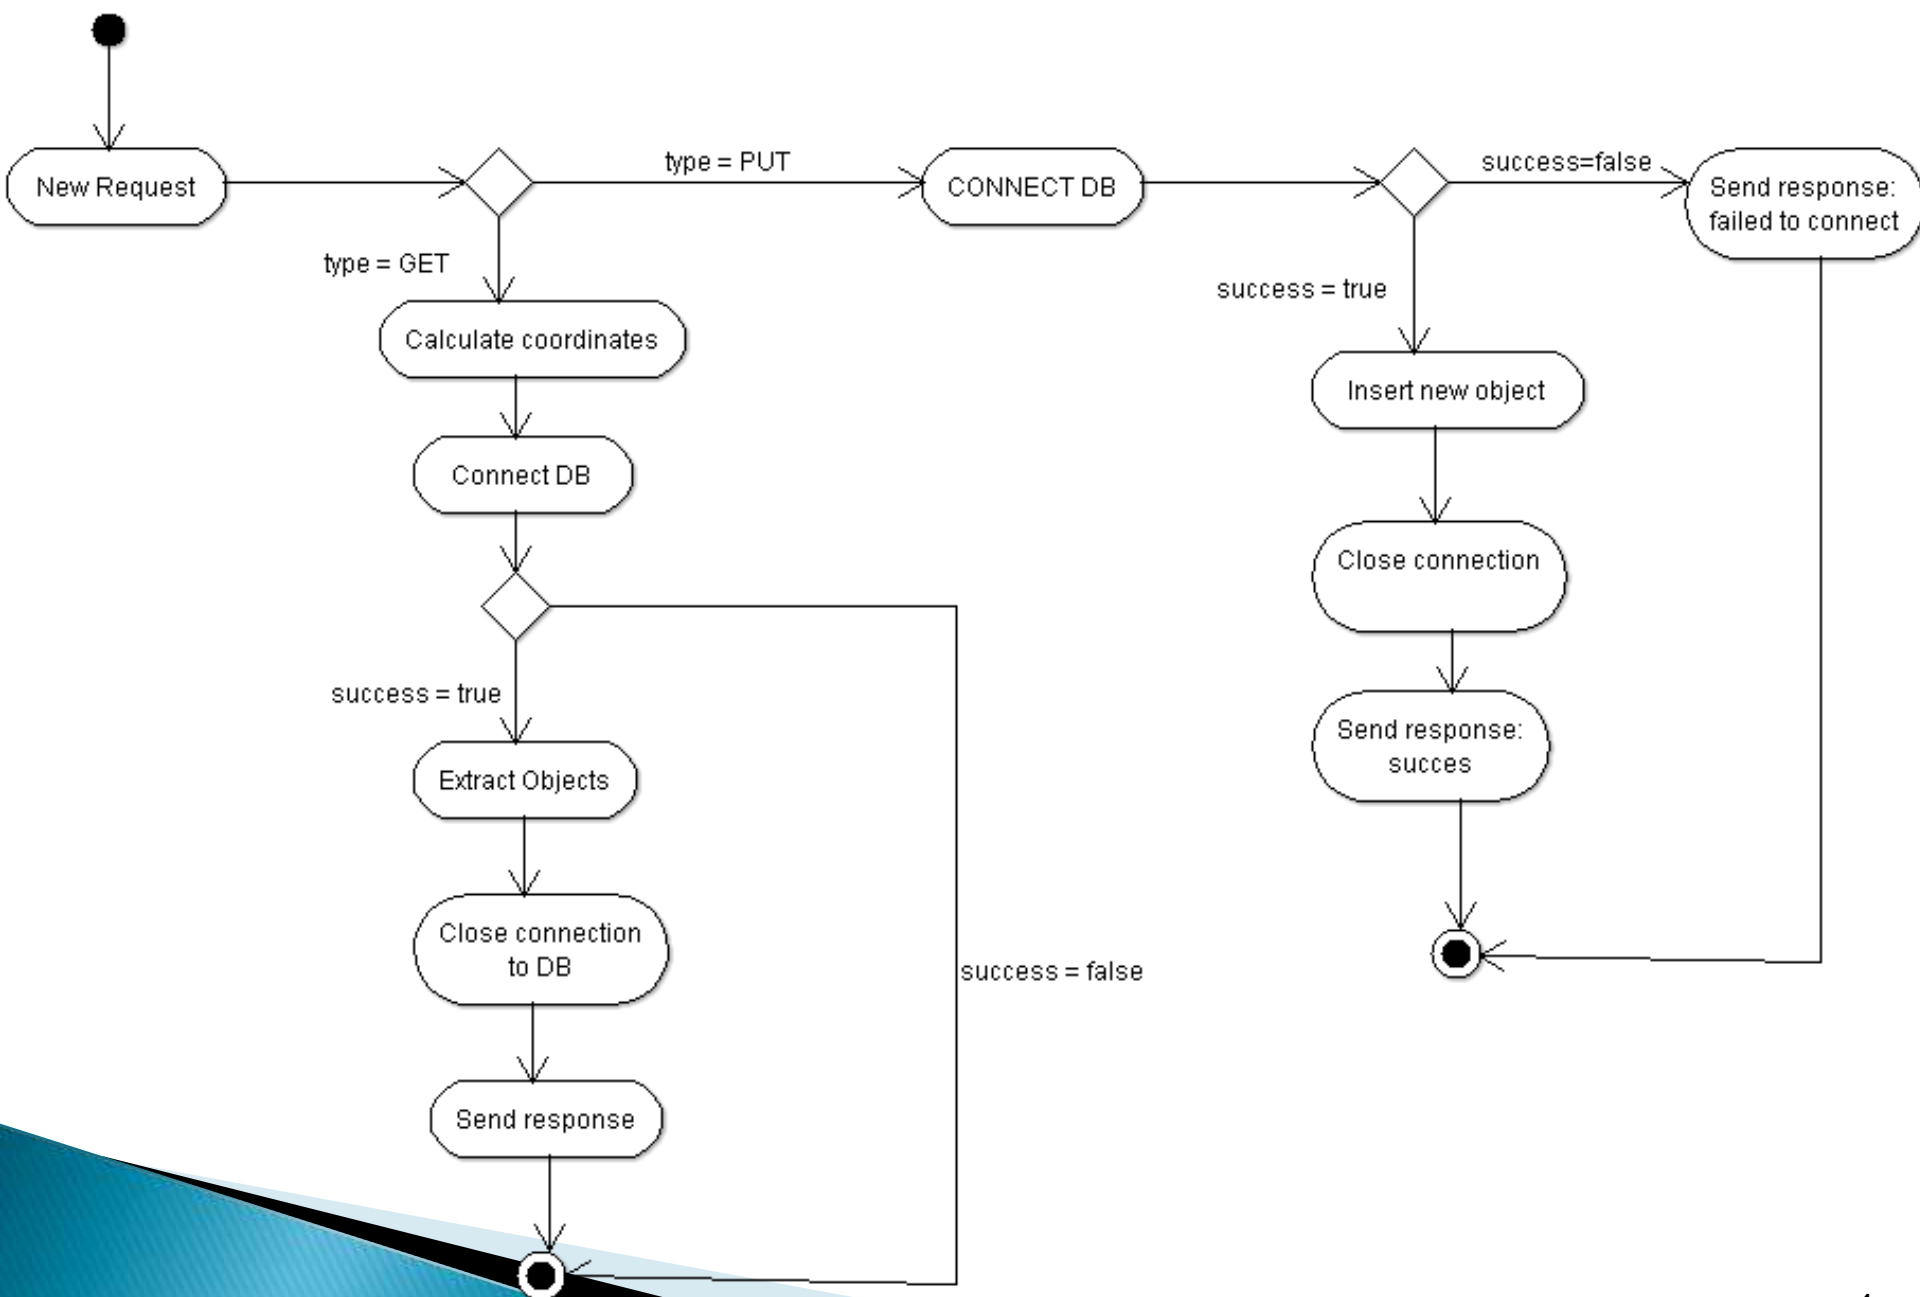 New Request
type = PUT
CONNECT DB
success=false
Send response:
failed to connect
type = GET
success = true
Calculate coordinates
Insert new object
Connect DB
Close connection
success = true
Send response:
succes
Extract Objects
Close connection
to DB
success = false
Send response